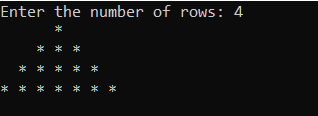 Enter the number of rows: 4
      *
    * * *
  * * * * *
* * * * * * *